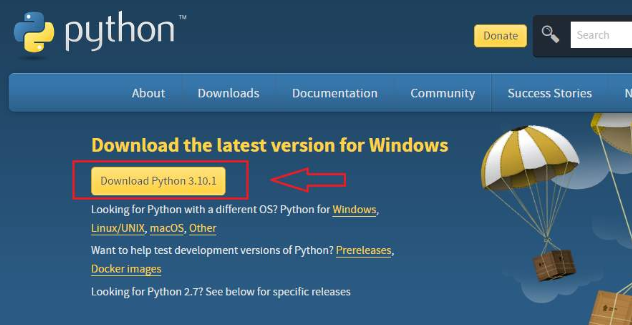 python™
Donate
Search
About Downloads Documentation Community Success Stories N
Download the latest version for Windows
Download Python 3.10.1
Looking for Python with a different OS? Python for Windows,
Linux/UNIX, macOS, Other
Want to help test development versions of Python? Prereleases,
Docker images
Looking for Python 2.7? See below for specific releases